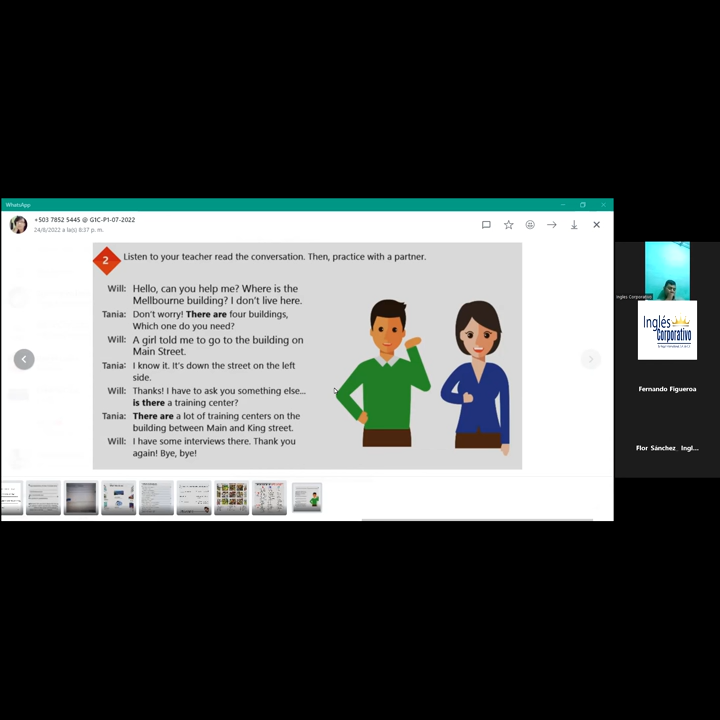 WhatsApp
+503 7852 5445 @ G1C-P1-07-2022
24/8/2022 a la(s) 8:37 p. m.
2 Listen to your teacher read the conversation. Then, practice with a partner.
Will: Hello, can you help me? Where is the
Mellbourne building? I don't live here.
Tania: Don't worry! There are four buildings,
Which one do you need?
Will: A girl told me to go to the building on
Main Street.
Tania: I know it. It's down the street on the left
side.
Will: Thanks! I have to ask you something else...
is there a training center?
Tania: There are a lot of training centers on the
building between Main and King street.
Will: I have some interviews there. Thank you
again! Bye, bye!
Ingles Corporativo
Inglés
Corporativo
Fernando Figueroa
Flor Sánchez . Ingl...